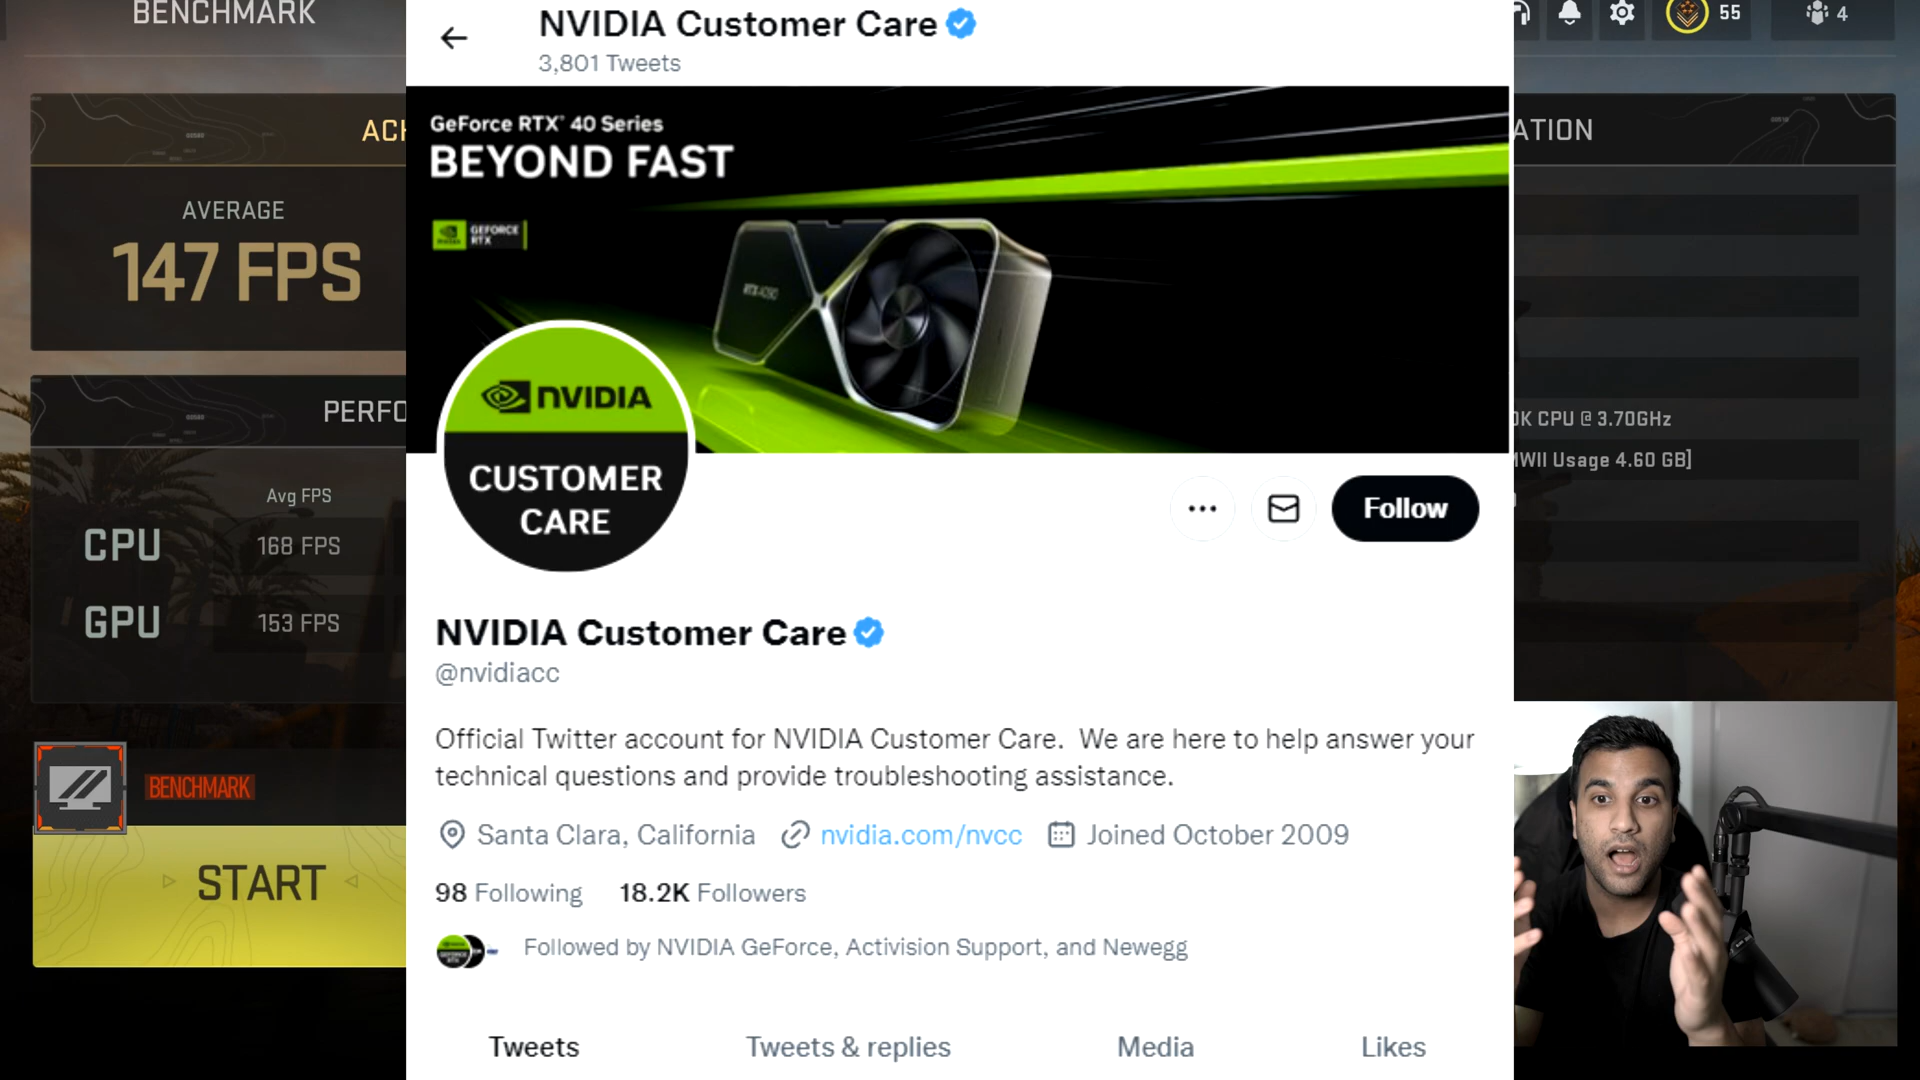 BENCHMARK
NVIDIA Customer Care
3,801 Tweets
55
4
GeForce RTX™ 40 Series
BEYOND FAST
GEFORCE
RTX
ACH
ATION
AVERAGE
147 FPS
NVIDIA
CUSTOMER
CARE
PERFO
Avg FPS
CPU 168 FPS
GPU 153 FPS
0K CPU @ 3.70GHz
MWII Usage 4.60 GB]
Follow
NVIDIA Customer Care
@nvidiacc
Official Twitter account for NVIDIA Customer Care. We are here to help answer your
technical questions and provide troubleshooting assistance.
Santa Clara, California nvidia.com/nvcc Joined October 2009
98 Following 18.2K Followers
Followed by NVIDIA GeForce, Activision Support, and Newegg
Tweets Tweets & replies Media Likes
BENCHMARK
START